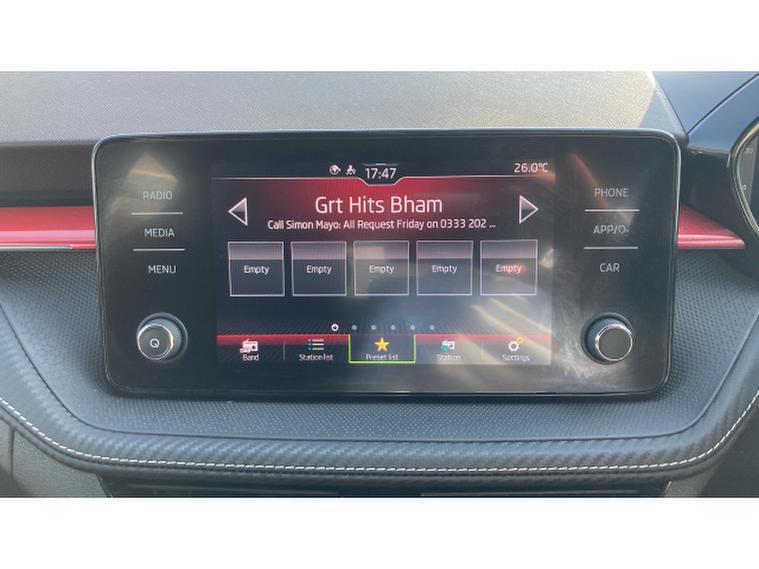 17:47
26.0℃
Grt Hits Bham
Call Simon Mayo: All Request Friday on 0333 202 ...
Empty Empty Empty Empty Empty
Band Station list Preset list Station Settings
RADIO
MEDIA
MENU
PHONE
APP/
CAR